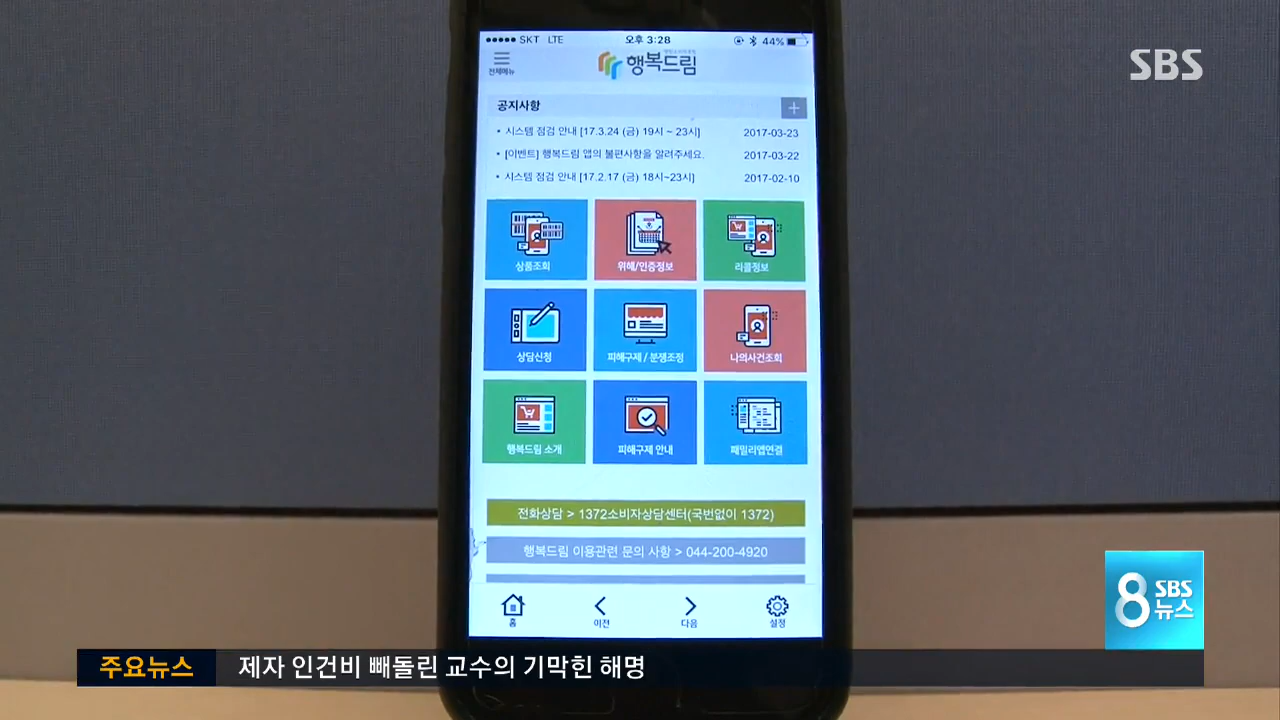 ●●●●● SKT LTE 오후 3:28 44%
SBS
전체메뉴
행복드림
공지사항 +
• 시스템 점검 안내 [17.3.24 (금) 19시 ~ 23시] 2017-03-23
• [이벤트] 행복드림 앱의 불편사항을 알려주세요. 2017-03-22
• 시스템 점검 안내 [17.2.17 (금) 18시~23시] 2017-02-10
상품조회 위해/인증정보 리콜정보
상담신청 피해구제 / 분쟁조정 나의사건조회
행복드림 소개 피해구제 안내 패밀리앱연결
전화상담 > 1372소비자상담센터(국번없이 1372)
행복드림 이용관련 문의 사항 > 044-200-4920
홈 이전 다음 설정
8 SBS
뉴스
주요뉴스 제자 인건비 빼돌린 교수의 기막힌 해명